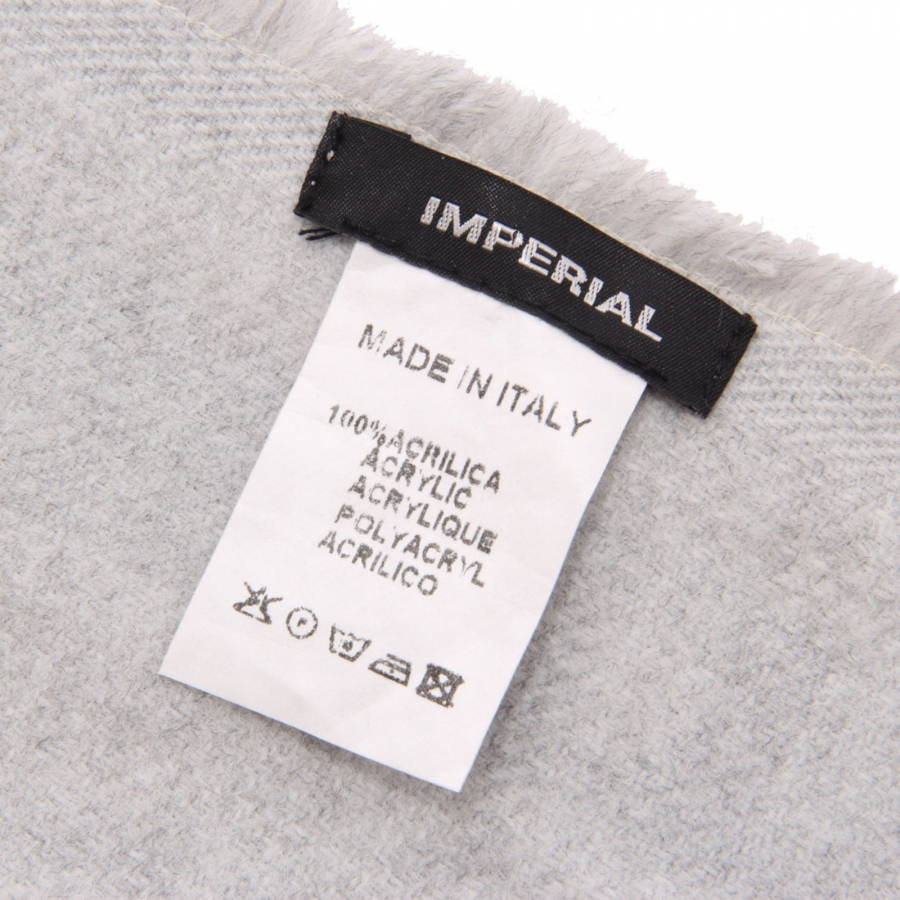 IMPERIAL
MADE IN ITALY
100%ACRILICA
ACRYLIC
ACRYLIQUE
POLYACRYL
ACRILICO
P